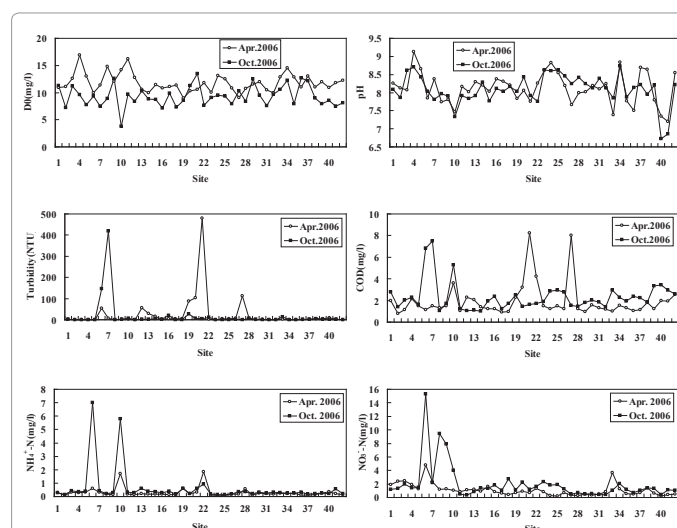 20
15
10
5
0
D0(mg/l)
Apr.2006
Oct.2006
1 4 7 10 13 16 19 22 25 28 31 34 37 40
Site
9.5
9
8.5
8
7.5
7
6.5
pH
Apr.2006
Oct.2006
1 4 7 10 13 16 19 22 25 28 31 34 37 40
Site
500
400
300
200
100
0
Turbidity(NTU
Apr.2006
Oct.2006
1 4 7 10 13 16 19 22 25 28 31 34 37 40
Site
10
8
6
4
2
0
COD(mg/l)
Apr.2006
Oct.2006
1 4 7 10 13 16 19 22 25 28 31 34 37 40
Site
8
7
6
5
4
3
2
1
0
NH₄⁺-N(mg/l)
Apr. 2006
Oct. 2006
1 4 7 10 13 16 19 22 25 28 31 34 37 40
Site
16
14
12
10
8
6
4
2
0
NO₃⁻-N(mg/l)
Apr. 2006
Oct. 2006
1 4 7 10 13 16 19 22 25 28 31 34 37 40
Site